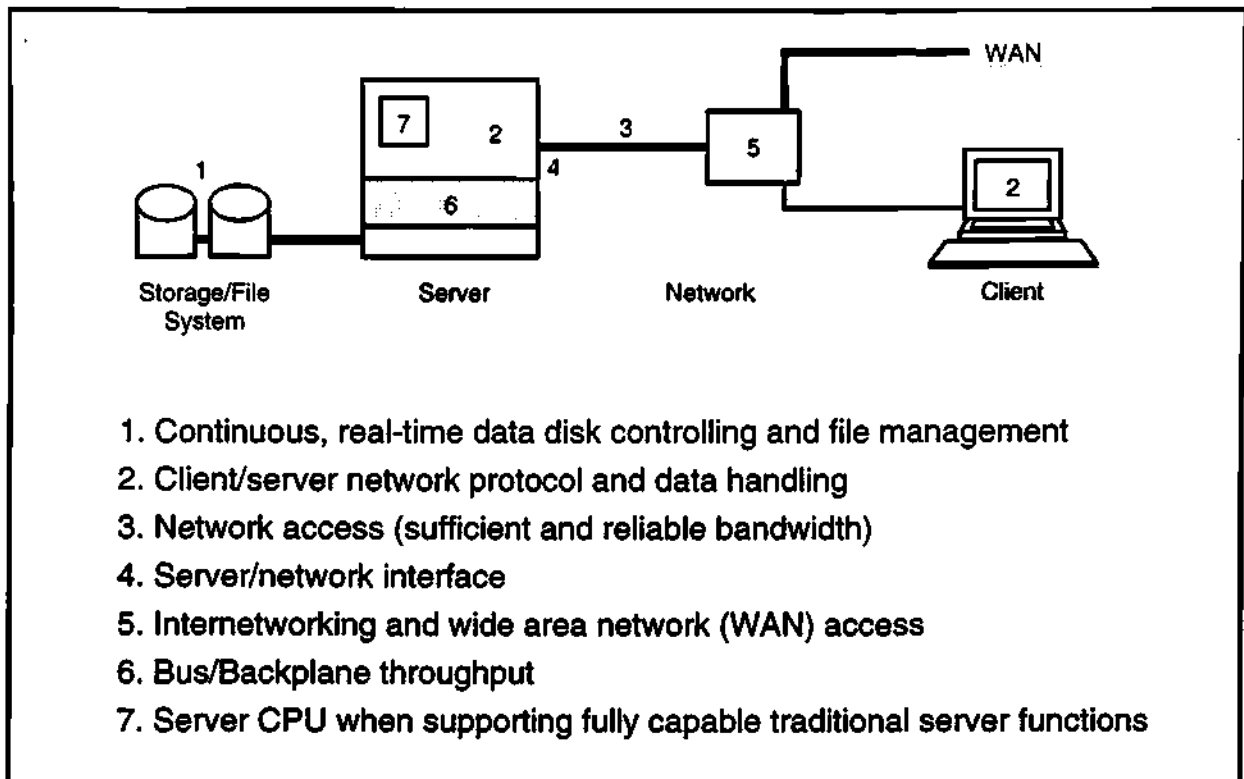 WAN
7
2
3
5
4
1
2
6
Storage/File
System
Server
Network
Client
1. Continuous, real-time data disk controlling and file management
2. Client/server network protocol and data handling
3. Network access (sufficient and reliable bandwidth)
4. Server/network interface
5. Internetworking and wide area network (WAN) access
6. Bus/Backplane throughput
7. Server CPU when supporting fully capable traditional server functions